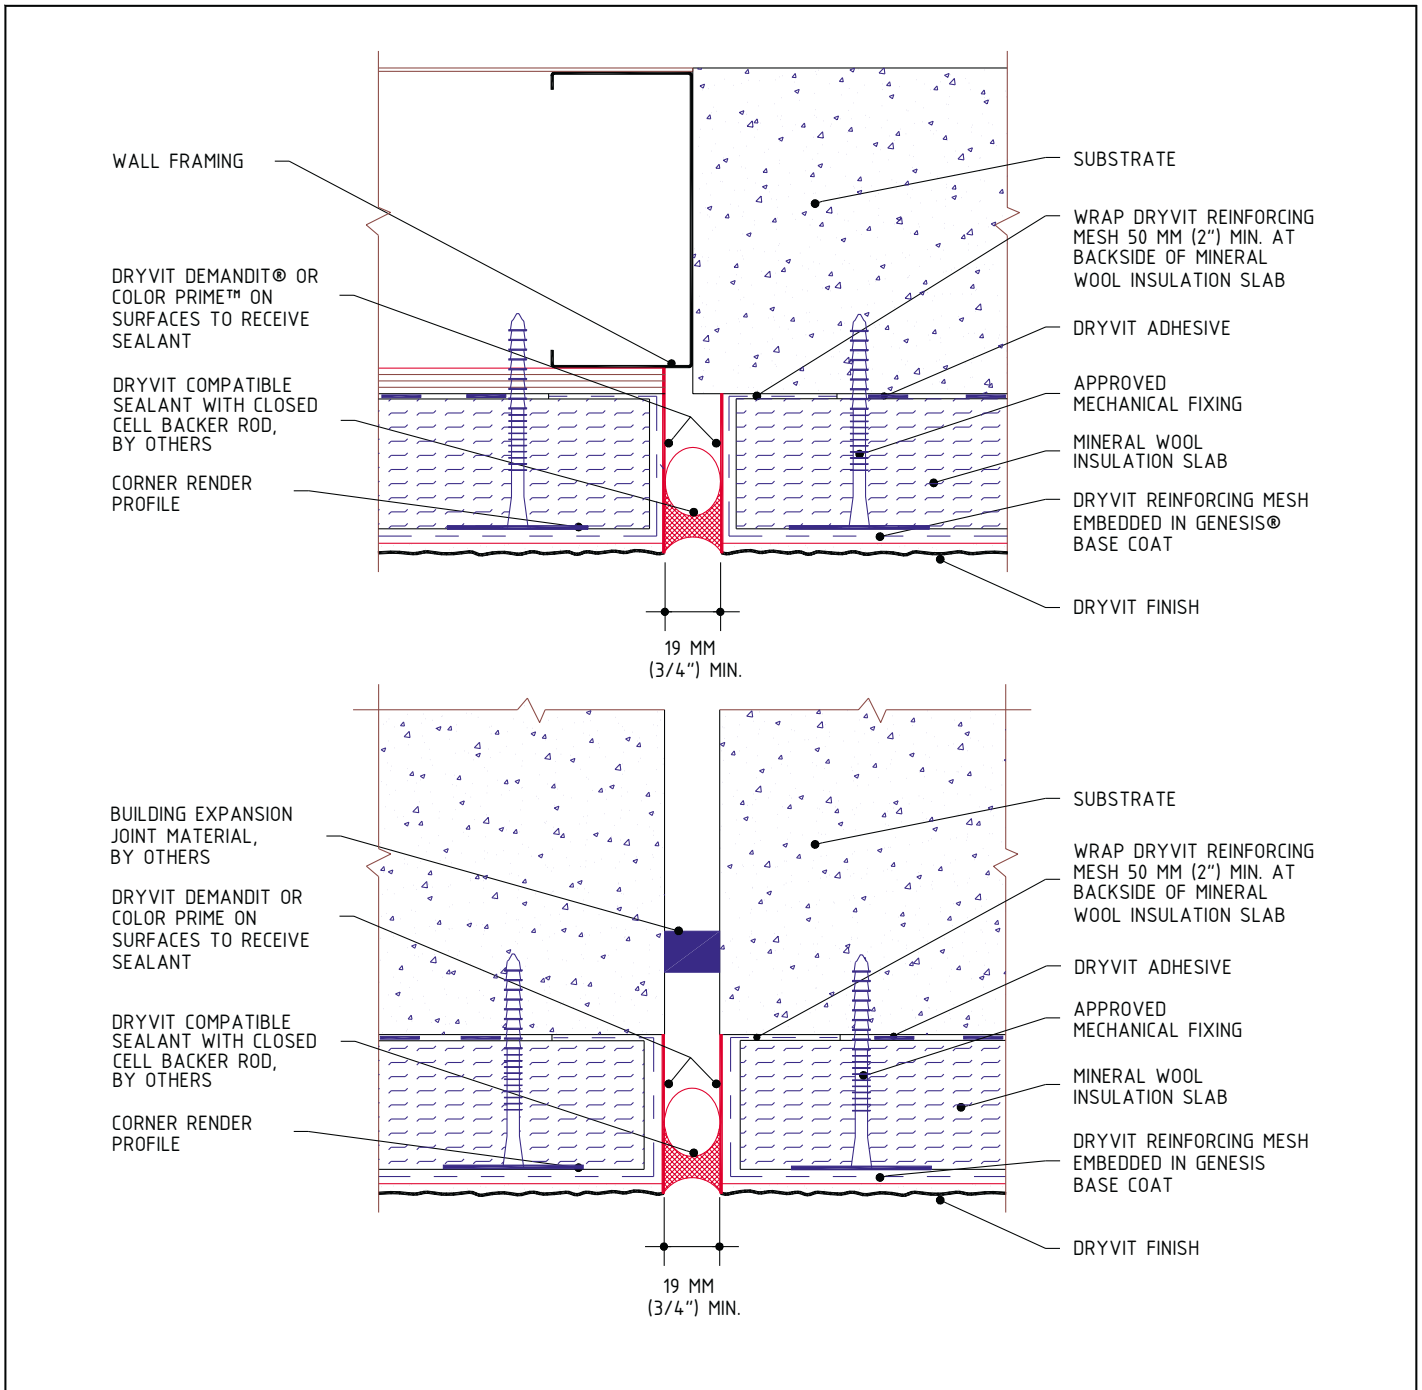 WALL FRAMING
DRYVIT DEMANDIT® OR
COLOR PRIME™ ON
SURFACES TO RECEIVE
SEALANT
DRYVIT COMPATIBLE
SEALANT WITH CLOSED
CELL BACKER ROD,
BY OTHERS
CORNER RENDER
PROFILE
SUBSTRATE
WRAP DRYVIT REINFORCING
MESH 50 MM (2") MIN. AT
BACKSIDE OF MINERAL
WOOL INSULATION SLAB
DRYVIT ADHESIVE
APPROVED
MECHANICAL FIXING
MINERAL WOOL
INSULATION SLAB
DRYVIT REINFORCING MESH
EMBEDDED IN GENESIS®
BASE COAT
DRYVIT FINISH
19 MM
(3/4") MIN.
BUILDING EXPANSION
JOINT MATERIAL,
BY OTHERS
DRYVIT DEMANDIT OR
COLOR PRIME ON
SURFACES TO RECEIVE
SEALANT
DRYVIT COMPATIBLE
SEALANT WITH CLOSED
CELL BACKER ROD,
BY OTHERS
CORNER RENDER
PROFILE
SUBSTRATE
WRAP DRYVIT REINFORCING
MESH 50 MM (2") MIN. AT
BACKSIDE OF MINERAL
WOOL INSULATION SLAB
DRYVIT ADHESIVE
APPROVED
MECHANICAL FIXING
MINERAL WOOL
INSULATION SLAB
DRYVIT REINFORCING MESH
EMBEDDED IN GENESIS
BASE COAT
DRYVIT FINISH
19 MM
(3/4") MIN.